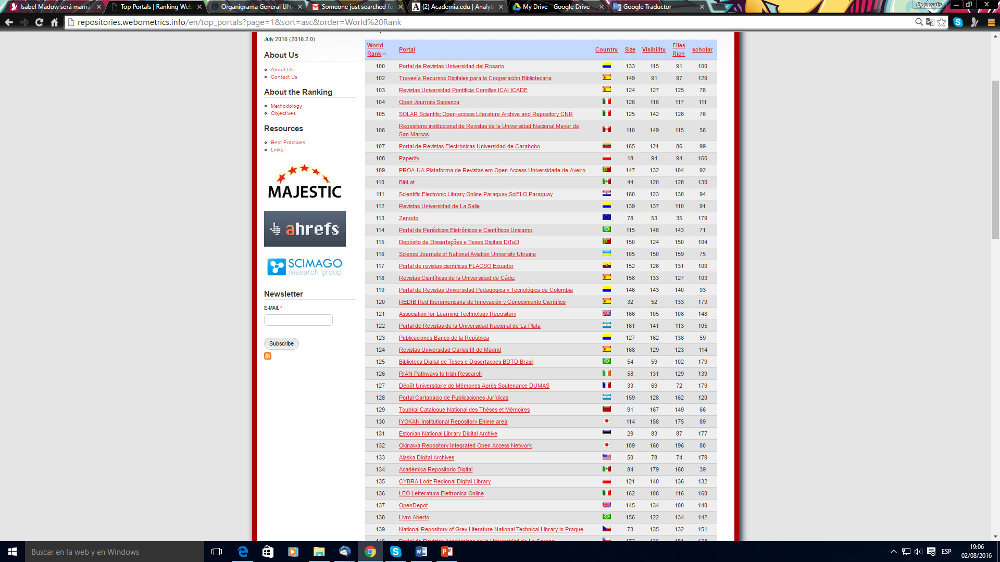 Isabel Madow será mamá
Top Portals | Ranking Web
Organigrama General UNA
Someone just searched fo
(2) Academia.edu | Analyti
My Drive - Google Drive
Google Traductor
Quo vadis
repositories.webometrics.info/en/top_portals?page=1&sort=asc&order=World%20Rank
July 2016 (2016.2.0)
About Us
About Us
Contact Us
About the Ranking
Methodology
Objectives
Resources
Best Practices
Links
MAJESTIC
ahrefs
SCIMAGO
research group
Newsletter
E-MAIL *
Subscribe
World Rank Portal Country Size Visibility Files Rich scholar
100 Portal de Revistas Universidad del Rosario 133 115 91 100
102 Travesía Recursos Digitales para la Cooperación Bibliotecaria 149 91 97 129
103 Revistas Universidad Pontificia Comillas ICAI ICADE 124 127 125 78
104 Open Journals Sapienza 126 116 117 111
105 SOLAR Scientific Open-access Literature Archive and Repository CNR 125 142 126 76
106 Repositorio institucional de Revistas de la Universidad Nacional Mayor de San Marcos 110 149 115 56
107 Portal de Revistas Electrónicas Universidad de Carabobo 165 121 86 99
108 Paperity 18 94 94 166
109 PROA-UA Plataforma de Revistas em Open Access Universidade de Aveiro 147 132 104 92
110 BibLat 44 120 128 130
111 Scientific Electronic Library Online Paraguay SciELO Paraguay 160 123 130 94
112 Revistas Universidad de La Salle 139 137 110 91
113 Zenodo 78 53 35 179
114 Portal de Periódicos Eletrônicos e Científicos Unicamp 115 148 143 71
115 Depósito de Dissertações e Teses Digitais DiTeD 150 124 150 104
116 Science Journals of National Aviation University Ukraine 105 150 159 75
117 Portal de revistas científicas FLACSO Ecuador 152 126 131 109
118 Revistas Científicas de la Universidad de Cádiz 158 133 127 103
119 Portal de Revistas Universidad Pedagógica y Tecnológica de Colombia 146 143 140 93
120 REDIB Red Iberomericana de Innovación y Conocimiento Científico 32 52 133 179
121 Association for Learning Technology Repository 166 105 108 148
122 Portal de Revistas de la Universidad Nacional de La Plata 161 141 113 105
123 Publicaciones Banco de la República 127 162 138 59
124 Revistas Universidad Carlos III de Madrid 168 129 123 114
125 Biblioteca Digital de Teses e Dissertacoes BDTD Brasil 54 59 102 179
126 RIAN Pathways to Irish Research 58 131 129 139
127 Dépôt Universitaire de Mémoires Après Soutenance DUMAS 33 69 72 179
128 Portal Cartapacio de Publicaciones Jurídicas 159 128 162 120
129 Toubkal Catalogue National des Thèses et Mémoires 91 167 149 66
130 IYOKAN Institutional Repository Ehime area 114 158 175 89
131 Estonian National Library Digital Archive 29 83 87 177
132 Okinawa Repository Integrated Open Access Network 109 160 196 80
133 Alaska Digital Archives 50 78 74 179
134 Académica Repositorio Digital 84 179 160 39
135 CYBRA Lodz Regional Digital Library 121 140 136 132
136 LEO Letteratura Elettronica Online 162 108 116 160
137 OpenDepot 145 134 100 140
138 Livro Aberto 156 122 134 142
139 National Repository of Grey Literature National Technical Library in Prague 73 135 132 151
140 Portal de Revistas Académicas de la Universidad de La Serena 172 136 151 128
Buscar en la web y en Windows
ESP
19:06
02/08/2016